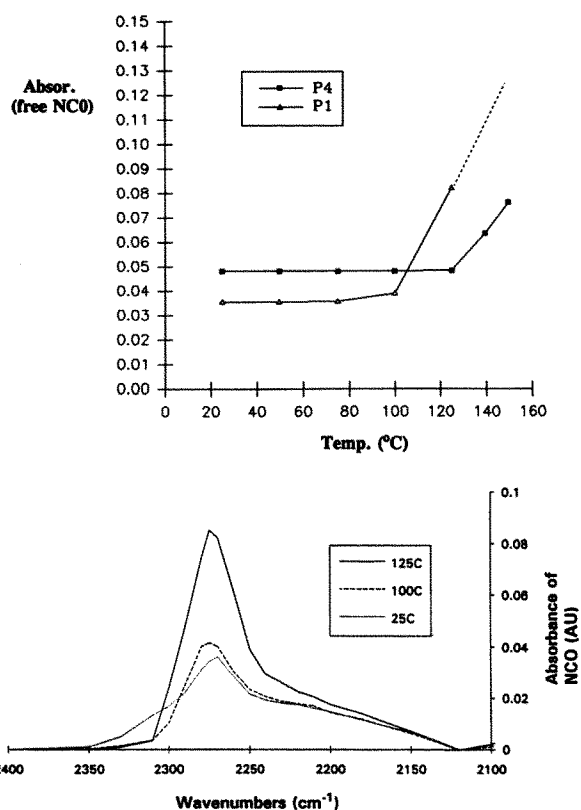 0.15
0.14
Absor.
(free NC0)
0.13
0.12
0.11
0.10
0.09
0.08
0.07
0.06
0.05
0.04
0.03
0.02
0.01
0.00
P4
P1
0 20 40 60 80 100 120 140 160
Temp. (°C)
0.1
0.08
0.06
0.04
0.02
0
Absorbance of
NCO (AU)
125C
100C
25C
2400 2350 2300 2250 2200 2150 2100
Wavenumbers (cm-1)